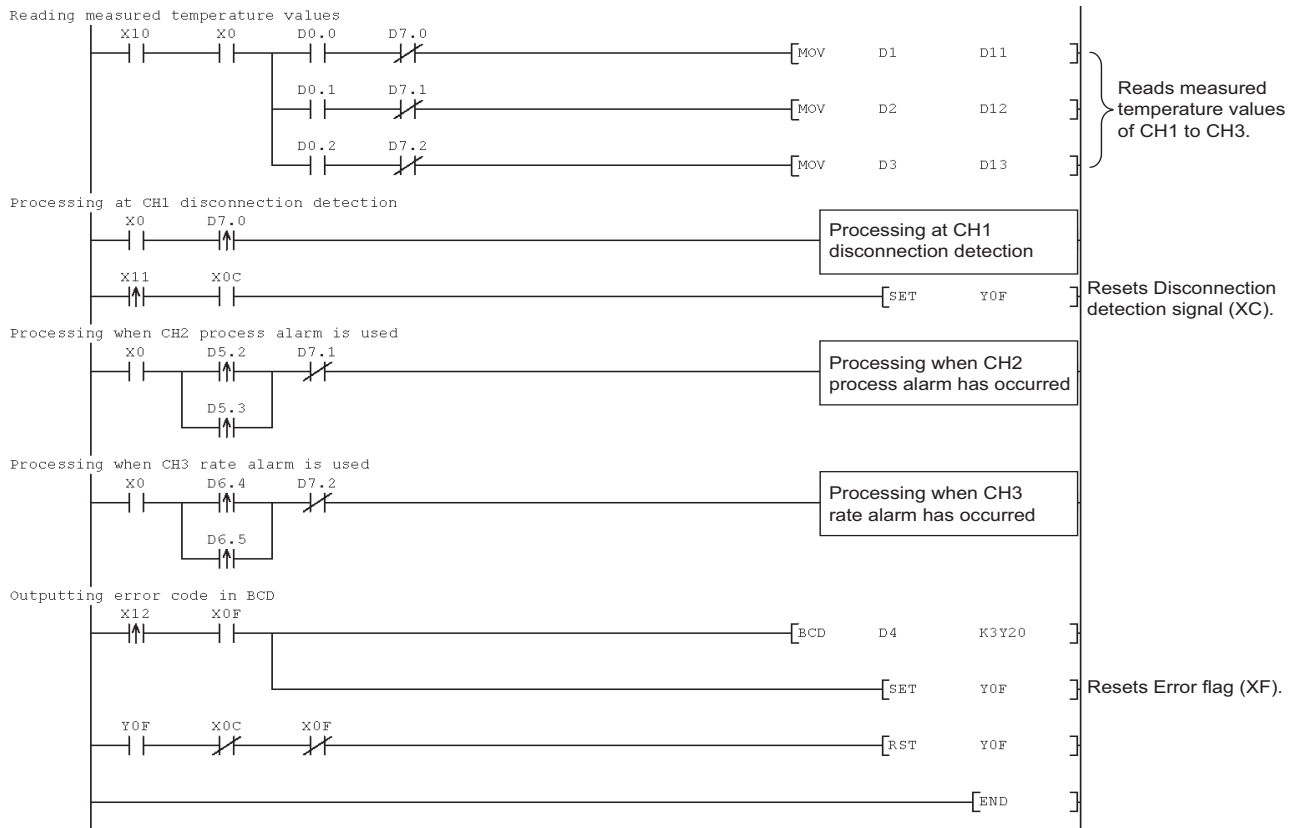 Reading measured temperature values
X10 X0 D0.0 D7.0
MOV D1 D11
D0.1 D7.1
MOV D2 D12
D0.2 D7.2
MOV D3 D13
Reads measured
temperature values
of CH1 to CH3.
Processing at CH1 disconnection detection
X0 D7.0
Processing at CH1
disconnection detection
X11 X0C
SET Y0F
Resets Disconnection
detection signal (XC).
Processing when CH2 process alarm is used
X0 D5.2 D7.1
Processing when CH2
process alarm has occurred
D5.3
Processing when CH3 rate alarm is used
X0 D6.4 D7.2
Processing when CH3
rate alarm has occurred
D6.5
Outputting error code in BCD
X12 X0F
BCD D4 K3Y20
SET Y0F
Resets Error flag (XF).
Y0F X0C X0F
RST Y0F
END